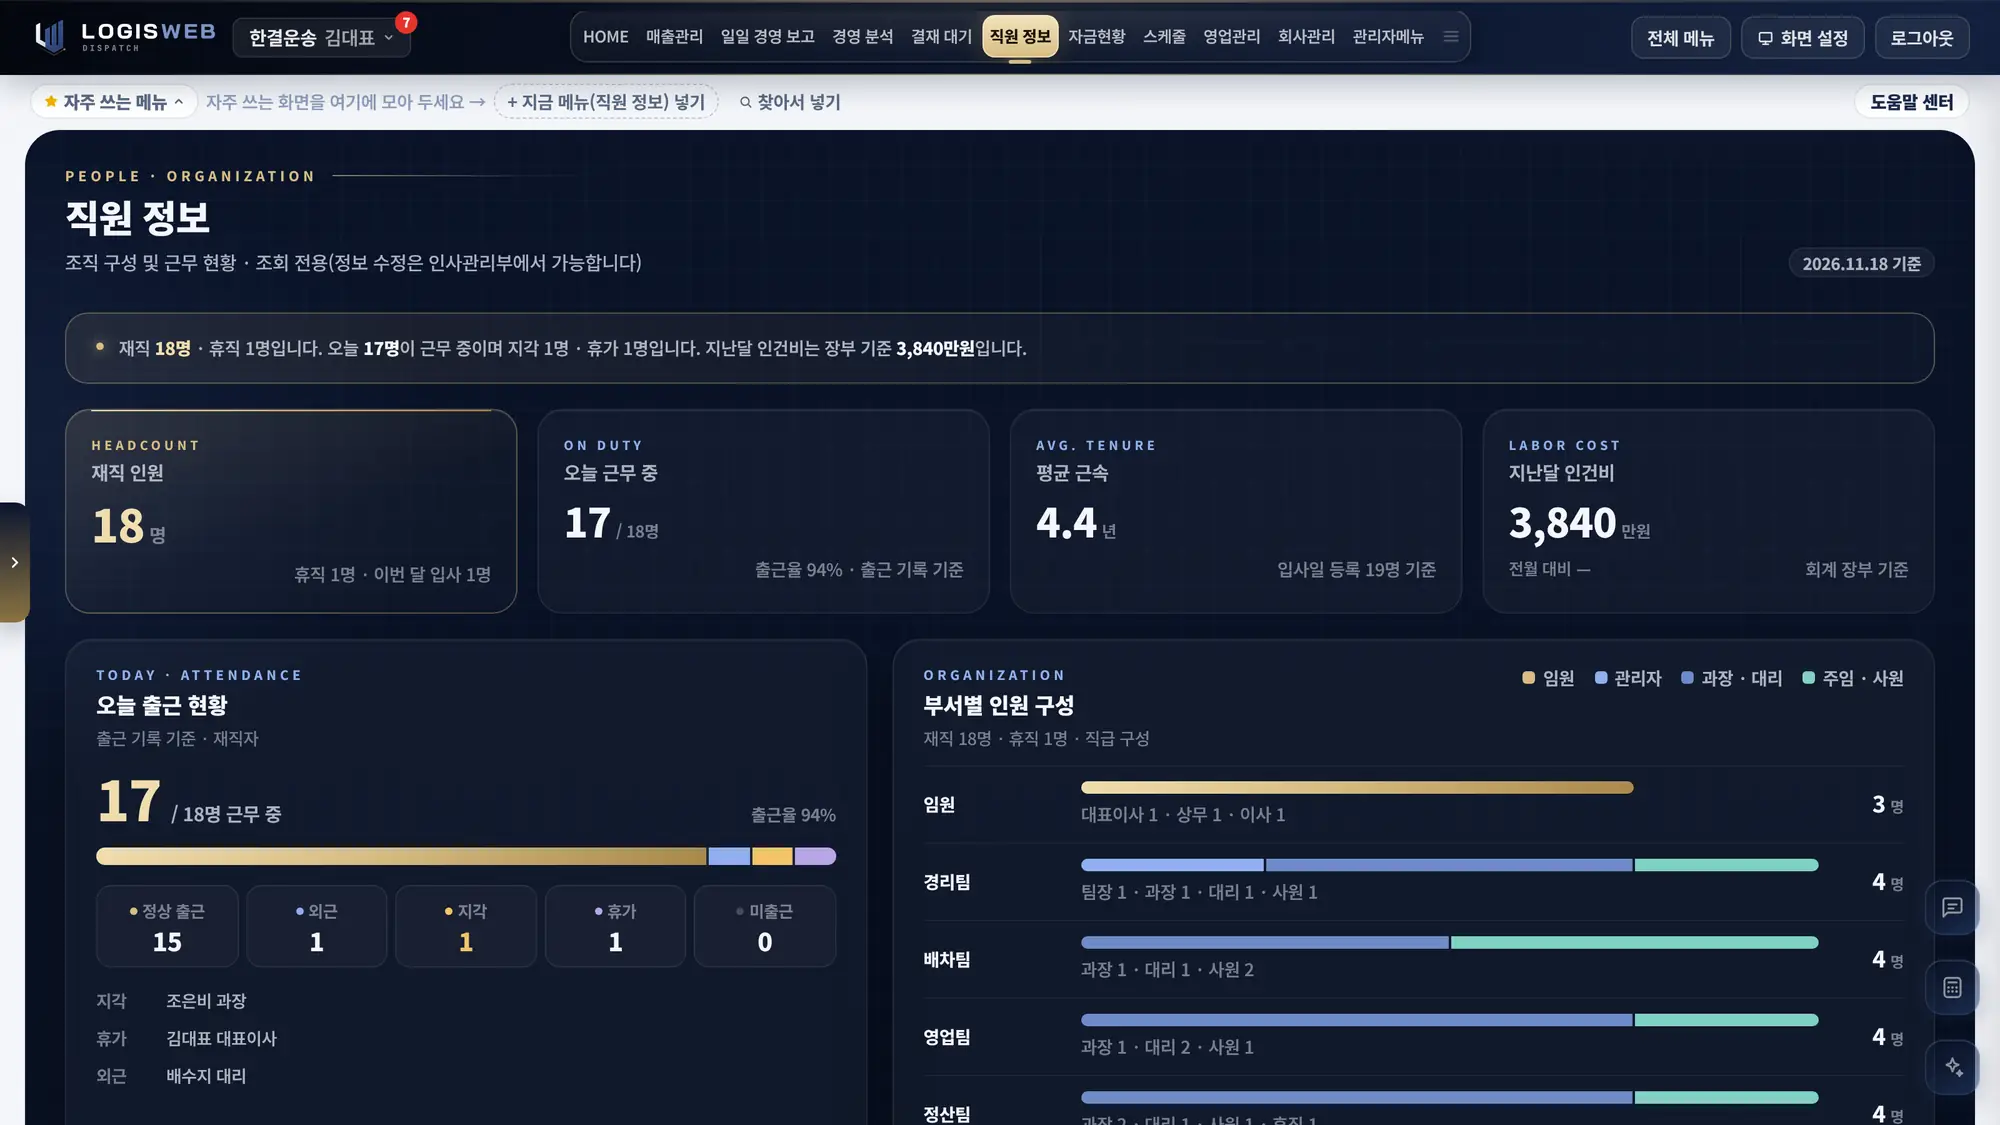 LOGISWEB
DISPATCH
한결운송 김대표
7
HOME 매출관리 일일 경영 보고 경영 분석 결재 대기 직원 정보 자금현황 스케줄 영업관리 회사관리 관리자메뉴
전체 메뉴
화면 설정
로그아웃
자주 쓰는 메뉴
자주 쓰는 화면을 여기에 모아 두세요 →
+ 지금 메뉴(직원 정보) 넣기
찾아서 넣기
도움말 센터
PEOPLE · ORGANIZATION
직원 정보
조직 구성 및 근무 현황 · 조회 전용(정보 수정은 인사관리부에서 가능합니다)
2026.11.18 기준
재직 18명 · 휴직 1명입니다. 오늘 17명이 근무 중이며 지각 1명 · 휴가 1명입니다. 지난달 인건비는 장부 기준 3,840만원입니다.
HEADCOUNT
재직 인원
18 명
휴직 1명 · 이번 달 입사 1명
ON DUTY
오늘 근무 중
17 / 18명
출근율 94% · 출근 기록 기준
AVG. TENURE
평균 근속
4.4 년
입사일 등록 19명 기준
LABOR COST
지난달 인건비
3,840 만원
전월 대비 —
회계 장부 기준
TODAY · ATTENDANCE
오늘 출근 현황
출근 기록 기준 · 재직자
17 / 18명 근무 중
출근율 94%
정상 출근
15
외근
1
지각
1
휴가
1
미출근
0
지각 조은비 과장
휴가 김대표 대표이사
외근 배수지 대리
ORGANIZATION
부서별 인원 구성
재직 18명 · 휴직 1명 · 직급 구성
임원 관리자 과장 · 대리 주임 · 사원
임원
대표이사 1 · 상무 1 · 이사 1
3 명
경리팀
팀장 1 · 과장 1 · 대리 1 · 사원 1
4 명
배차팀
과장 1 · 대리 1 · 사원 2
4 명
영업팀
과장 1 · 대리 2 · 사원 1
4 명
정산팀
과장 2 · 대리 1 · 사원 1 · 휴직 1
4 명